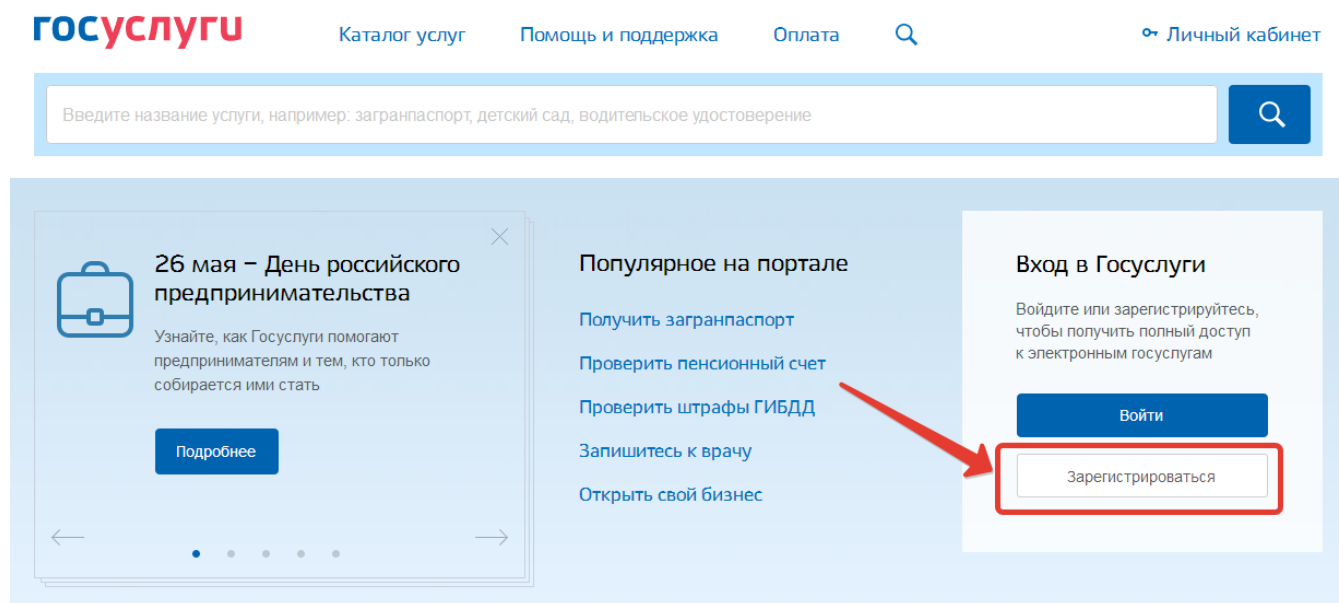 госуслуги
Каталог услуг
Помощь и поддержка
Оплата
Личный кабинет
Введите название услуги, например: загранпаспорт, детский сад, водительское удостоверение
26 мая – День российского
предпринимательства
Узнайте, как Госуслуги помогают
предпринимателям и тем, кто только
собирается ими стать
Подробнее
Популярное на портале
Получить загранпаспорт
Проверить пенсионный счет
Проверить штрафы ГИБДД
Запишитесь к врачу
Открыть свой бизнес
Вход в Госуслуги
Войдите или зарегистрируйтесь,
чтобы получить полный доступ
к электронным госуслугам
Войти
Зарегистрироваться